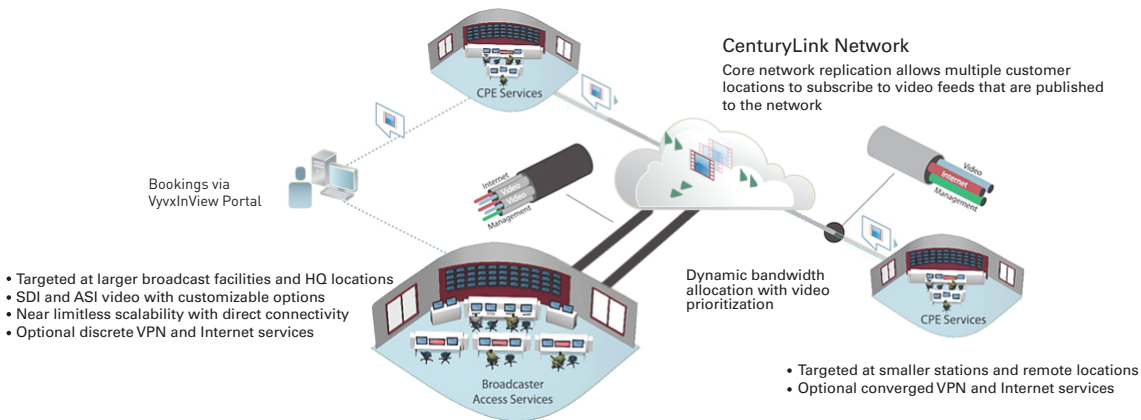 CenturyLink Network
Core network replication allows multiple customer
locations to subscribe to video feeds that are published
to the network
CPE Services
Bookings via
VyvxInView Portal
Internet
Video
Video
Management
Video
Internet
Management
• Targeted at larger broadcast facilities and HQ locations
• SDI and ASI video with customizable options
• Near limitless scalability with direct connectivity
• Optional discrete VPN and Internet services
Dynamic bandwidth
allocation with video
prioritization
CPE Services
Broadcaster
Access Services
• Targeted at smaller stations and remote locations
• Optional converged VPN and Internet services